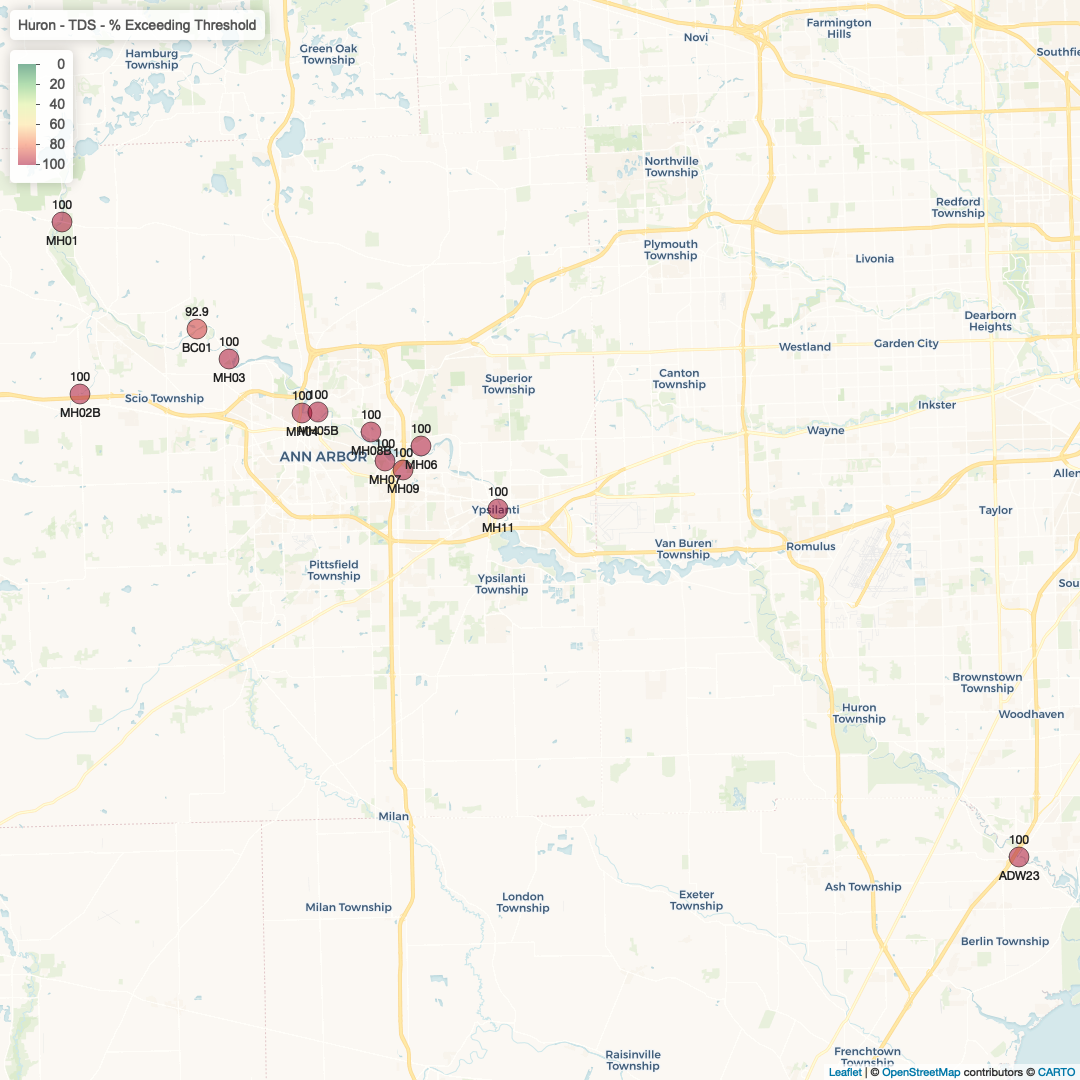 Huron - TDS - % Exceeding Threshold
0
20
40
60
80
100
Hamburg
Township
Green Oak
Township
Novi
Farmington
Hills
Southfie
Northville
Township
Redford
Township
Plymouth
Township
Livonia
Dearborn
Heights
Westland
Garden City
Canton
Township
Superior
Township
Inkster
Wayne
Scio Township
ANN ARBOR
Allen
Taylor
Ypsilanti
Van Buren
Township
Romulus
Pittsfield
Township
Ypsilanti
Township
Sou
Brownstown
Township
Woodhaven
Huron
Township
Milan
Ash Township
Milan Township
London
Township
Exeter
Township
Berlin Township
Raisinville
Township
Frenchtown
Township
100
MH01
92.9
BC01
100
MH03
100
MH02B
100
MH04
100
MH05B
100
MH08B
100
MH07
100
MH09
100
MH06
100
MH11
100
ADW23
Leaflet | © OpenStreetMap contributors © CARTO